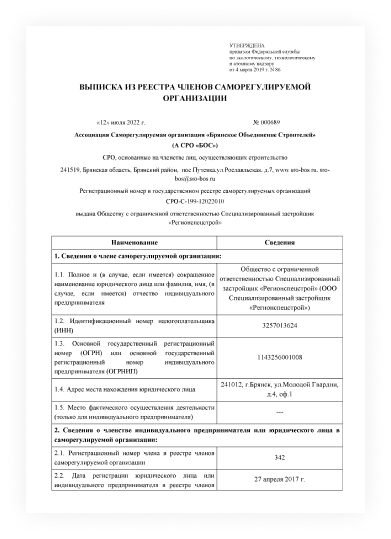 УТВЕРЖДЕНА
приказом Федеральной службы
по экологическому, технологическому
и атомному надзору
от 4 марта 2019 г. № 86
ВЫПИСКА ИЗ РЕЕСТРА ЧЛЕНОВ САМОРЕГУЛИРУЕМОЙ
ОРГАНИЗАЦИИ
«12» июля 2022 г. № 000689
Ассоциация Саморегулируемая организация «Брянское Объединение Строителей»
(А СРО «БОС»)
СРО, основанные на членстве лиц, осуществляющих строительство
241519, Брянская область, Брянский район, пос Путевка,ул.Рославльская, д.7, www. sro-bos.ru, sro-
bos@sro-bos.ru
Регистрационный номер в государственном реестре саморегулируемых организаций
СРО-С-199-12022010
выдана Обществу с ограниченной ответственностью Специализированный застройщик
«Регионспецстрой»
Наименование Сведения
1. Сведения о члене саморегулируемой организации:
1.1. Полное и (в случае, если имеется) сокращенное
наименование юридического лица или фамилия, имя, (в
случае, если имеется) отчество индивидуального
предпринимателя
Общество с ограниченной
ответственностью Специализированный
застройщик «Регионспецстрой» (ООО
Специализированный застройщик
«Регионспецстрой»)
1.2. Идентификационный номер налогоплательщика
(ИНН)
3257013624
1.3. Основной государственный регистрационный
номер (ОГРН) или основной государственный
регистрационный номер индивидуального
предпринимателя (ОГРНИП)
1143256001008
1.4. Адрес места нахождения юридического лица
241012, г.Брянск, ул.Молодой Гвардии,
д.4, оф.1
1.5. Место фактического осуществления деятельности
(только для индивидуального предпринимателя)
---
2. Сведения о членстве индивидуального предпринимателя или юридического лица в
саморегулируемой организации:
2.1. Регистрационный номер члена в реестре членов
саморегулируемой организации
342
2.2. Дата регистрации юридического лица или
индивидуального предпринимателя в реестре членов
27 апреля 2017 г.